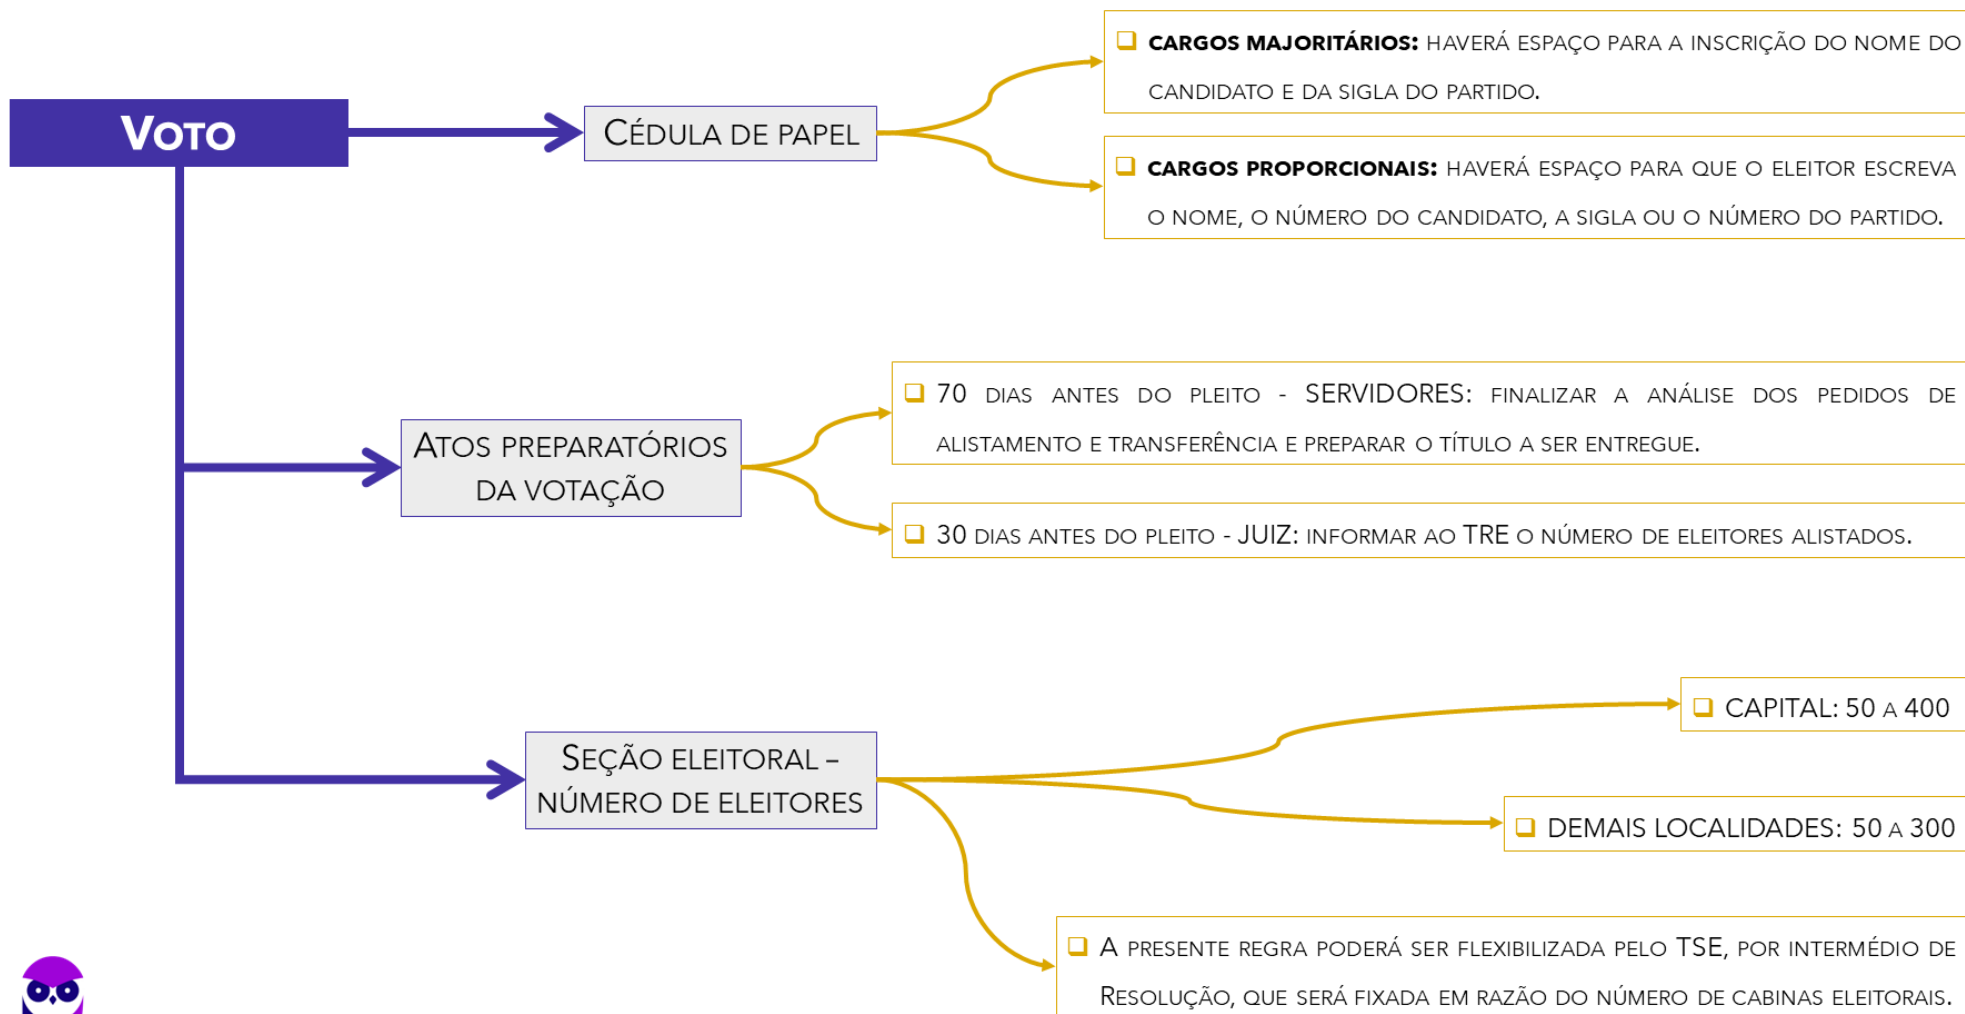 Voto
Cédula de papel
CARGOS MAJORITÁRIOS: haverá espaço para a inscrição do nome do
candidato e da sigla do partido.
CARGOS PROPORCIONAIS: haverá espaço para que o eleitor escreva
o nome, o número do candidato, a sigla ou o número do partido.
Atos preparatórios
da votação
70 dias antes do pleito - SERVIDORES: finalizar a análise dos pedidos de
alistamento e transferência e preparar o título a ser entregue.
30 dias antes do pleito - JUIZ: informar ao TRE o número de eleitores alistados.
Seção eleitoral –
número de eleitores
CAPITAL: 50 a 400
DEMAIS LOCALIDADES: 50 a 300
A presente regra poderá ser flexibilizada pelo TSE, por intermédio de
Resolução, que será fixada em razão do número de cabinas eleitorais.